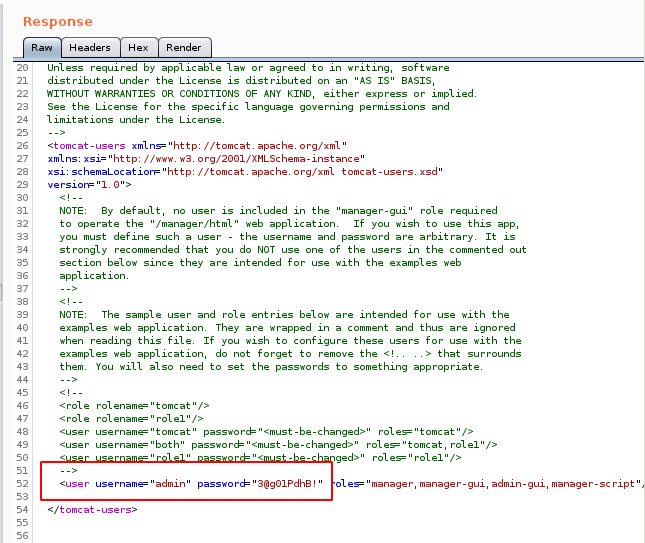 Response
Raw Headers Hex Render
20 Unless required by applicable law or agreed to in writing, software
21 distributed under the License is distributed on an "AS IS" BASIS,
22 WITHOUT WARRANTIES OR CONDITIONS OF ANY KIND, either express or implied.
23 See the License for the specific language governing permissions and
24 limitations under the License.
25 -->
26 <tomcat-users xmlns="http://tomcat.apache.org/xml"
27 xmlns:xsi="http://www.w3.org/2001/XMLSchema-instance"
28 xsi:schemaLocation="http://tomcat.apache.org/xml tomcat-users.xsd"
29 version="1.0">
30 <!--
31 NOTE:  By default, no user is included in the "manager-gui" role required
32 to operate the "/manager/html" web application.  If you wish to use this app,
33 you must define such a user - the username and password are arbitrary. It is
34 strongly recommended that you do NOT use one of the users in the commented out
35 section below since they are intended for use with the examples web
36 application.
37 -->
38 <!--
39 NOTE:  The sample user and role entries below are intended for use with the
40 examples web application. They are wrapped in a comment and thus are ignored
41 when reading this file. If you wish to configure these users for use with the
42 examples web application, do not forget to remove the <!.. ..> that surrounds
43 them. You will also need to set the passwords to something appropriate.
44 -->
45 <!--
46 <role rolename="tomcat"/>
47 <role rolename="role1"/>
48 <user username="tomcat" password="<must-be-changed>" roles="tomcat"/>
49 <user username="both" password="<must-be-changed>" roles="tomcat,role1"/>
50 <user username="role1" password="<must-be-changed>" roles="role1"/>
51 -->
52 <user username="admin" password="3@g01PdhB!" roles="manager,manager-gui,admin-gui,manager-script"/
53
54 </tomcat-users>
55
56